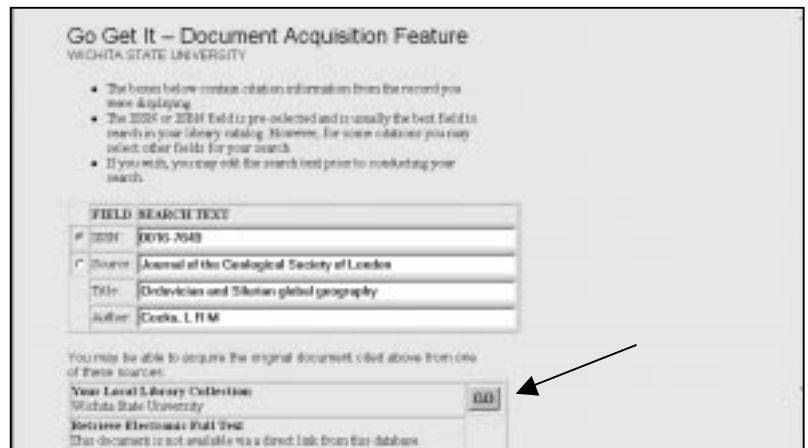 Go Get It – Document Acquisition Feature
WICHITA STATE UNIVERSITY
• The boxes below contain citation information from the record you
were displaying.
• The ISSN or ISBN field is pre-selected and is usually the best field to
search in your library catalog. However, for some citations you may
select other fields for your search.
• If you wish, you may edit the search text prior to conducting your
search.
FIELD SEARCH TEXT
ISSN 0016-7649
Source Journal of the Geological Society of London
Title Ordovician and Silurian global geography
Author Cocks, L R M
You may be able to acquire the original document cited above from one
of these sources:
Your Local Library Collection
Wichita State University
GO
Retrieve Electronic Full Text
This document is not available via a direct link from this database